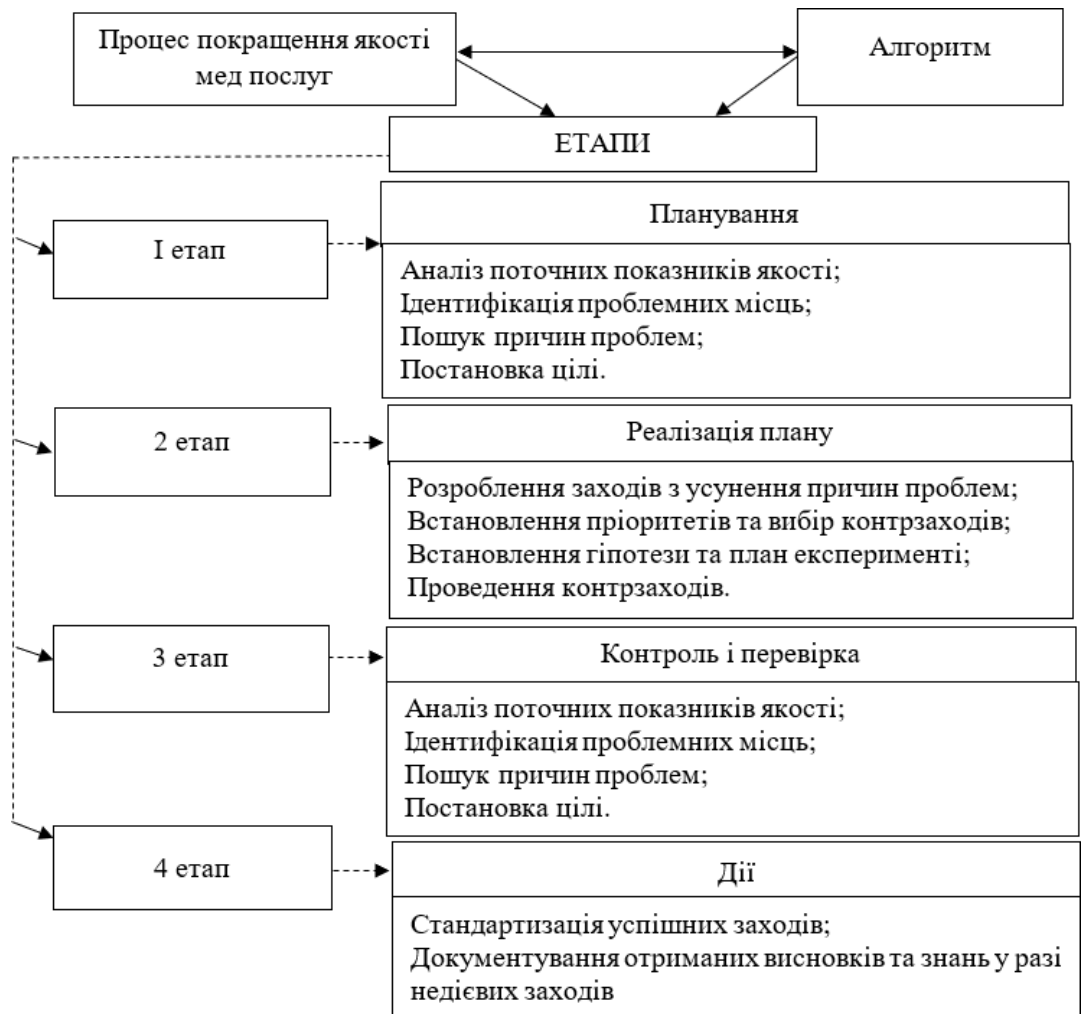 Процес покращення якості
мед послуг
Алгоритм
ЕТАПИ
І етап
Планування
Аналіз поточних показників якості;
Ідентифікація проблемних місць;
Пошук причин проблем;
Постановка цілі.
2 етап
Реалізація плану
Розроблення заходів з усунення причин проблем;
Встановлення пріоритетів та вибір контрзаходів;
Встановлення гіпотези та план експерименті;
Проведення контрзаходів.
3 етап
Контроль і перевірка
Аналіз поточних показників якості;
Ідентифікація проблемних місць;
Пошук причин проблем;
Постановка цілі.
4 етап
Дії
Стандартизація успішних заходів;
Документування отриманих висновків та знань у разі
недієвих заходів